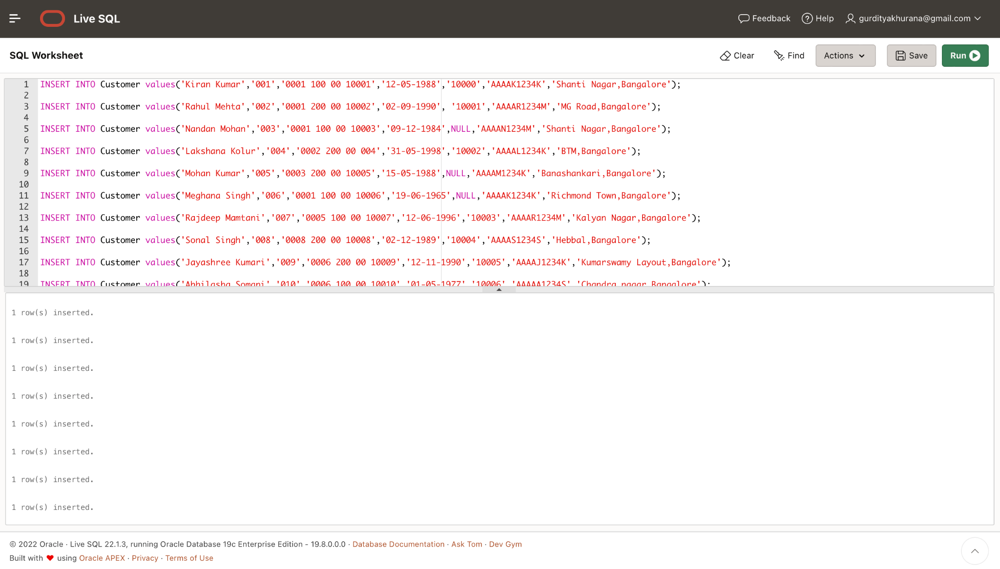 Live SQL
Feedback Help gurdityakhurana@gmail.com
SQL Worksheet
Clear Find Actions Save Run
1 INSERT INTO Customer values('Kiran Kumar','001','0001 100 00 10001','12-05-1988','10000','AAAAK1234K','Shanti Nagar,Bangalore');
2
3 INSERT INTO Customer values('Rahul Mehta','002','0001 200 00 10002','02-09-1990', '10001','AAAAR1234M','MG Road,Bangalore');
4
5 INSERT INTO Customer values('Nandan Mohan','003','0001 100 00 10003','09-12-1984',NULL,'AAAAN1234M','Shanti Nagar,Bangalore');
6
7 INSERT INTO Customer values('Lakshana Kolur','004','0002 200 00 004','31-05-1998','10002','AAAAL1234K','BTM,Bangalore');
8
9 INSERT INTO Customer values('Mohan Kumar','005','0003 200 00 10005','15-05-1988',NULL,'AAAAM1234K','Banashankari,Bangalore');
10
11 INSERT INTO Customer values('Meghana Singh','006','0001 100 00 10006','19-06-1965',NULL,'AAAAK1234K','Richmond Town,Bangalore');
12
13 INSERT INTO Customer values('Rajdeep Mamtani','007','0005 100 00 10007','12-06-1996','10003','AAAAR1234M','Kalyan Nagar,Bangalore');
14
15 INSERT INTO Customer values('Sonal Singh','008','0008 200 00 10008','02-12-1989','10004','AAAAS1234S','Hebbal,Bangalore');
16
17 INSERT INTO Customer values('Jayashree Kumari','009','0006 200 00 10009','12-11-1990','10005','AAAAJ1234K','Kumarswamy Layout,Bangalore');
18
19 INSERT INTO Customer values('Abhilasha Somani','010','0006 100 00 10010','01-05-1977','10006','AAAAA1234S','Chandra nagar,Bangalore');
1 row(s) inserted.
1 row(s) inserted.
1 row(s) inserted.
1 row(s) inserted.
1 row(s) inserted.
1 row(s) inserted.
1 row(s) inserted.
1 row(s) inserted.
© 2022 Oracle · Live SQL 22.1.3, running Oracle Database 19c Enterprise Edition - 19.8.0.0.0 · Database Documentation · Ask Tom · Dev Gym
Built with ♥ using Oracle APEX · Privacy · Terms of Use